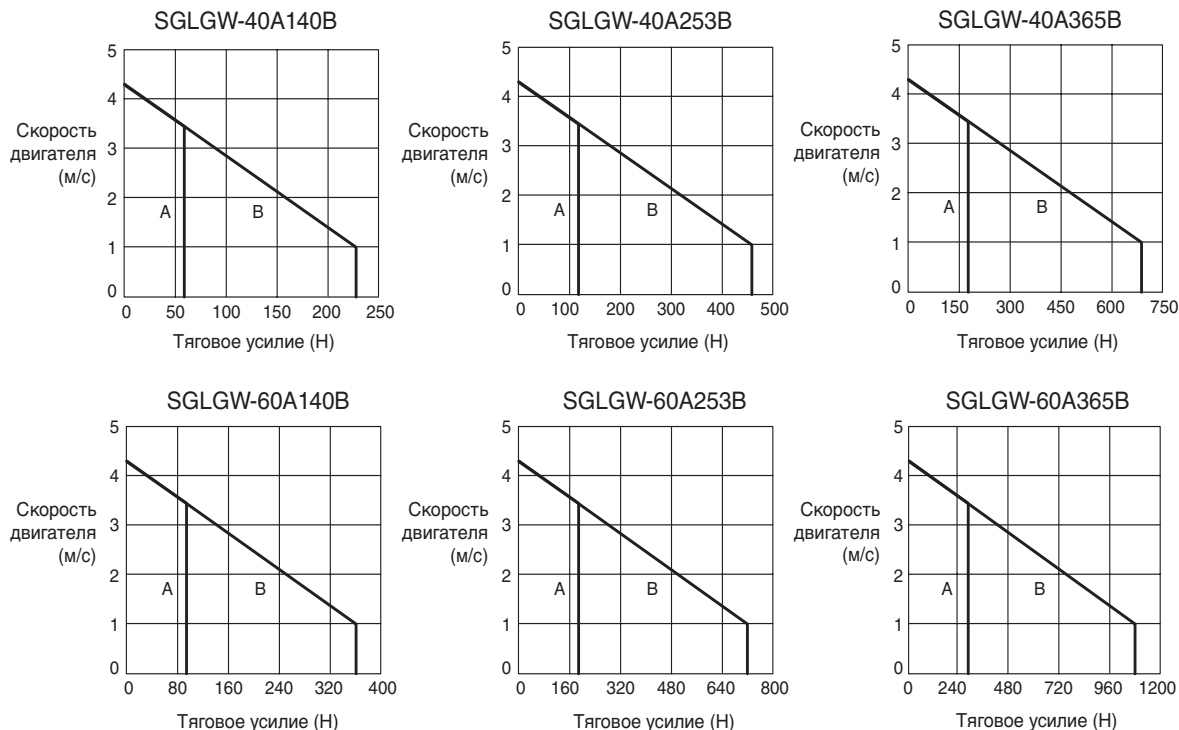 SGLGW-40A140B
5
4
3
2
1
0
Скорость
двигателя
(м/с)
A
B
0 50 100 150 200 250
Тяговое усилие (Н)
SGLGW-40A253B
5
4
3
2
1
0
Скорость
двигателя
(м/с)
A
B
0 100 200 300 400 500
Тяговое усилие (Н)
SGLGW-40A365B
5
4
3
2
1
0
Скорость
двигателя
(м/с)
A
B
0 150 300 450 600 750
Тяговое усилие (Н)
SGLGW-60A140B
5
4
3
2
1
0
Скорость
двигателя
(м/с)
A
B
0 80 160 240 320 400
Тяговое усилие (Н)
SGLGW-60A253B
5
4
3
2
1
0
Скорость
двигателя
(м/с)
A
B
0 160 320 480 640 800
Тяговое усилие (Н)
SGLGW-60A365B
5
4
3
2
1
0
Скорость
двигателя
(м/с)
A
B
0 240 480 720 960 1200
Тяговое усилие (Н)